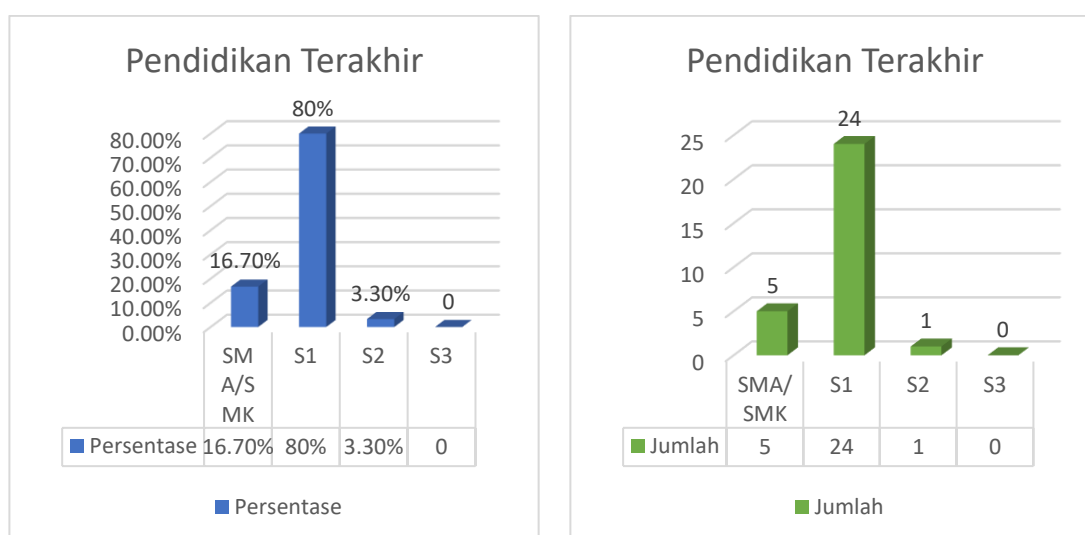 Pendidikan Terakhir
80%
80.00%
70.00%
60.00%
50.00%
40.00%
30.00%
20.00%
10.00%
0.00%
16.70%
3.30%
0
SM
A/S
MK
S1
S2
S3
Persentase 16.70% 80% 3.30% 0
Persentase
Pendidikan Terakhir
24
25
20
15
10
5
0
5
1
0
SMA/
SMK
S1
S2
S3
Jumlah 5 24 1 0
Jumlah